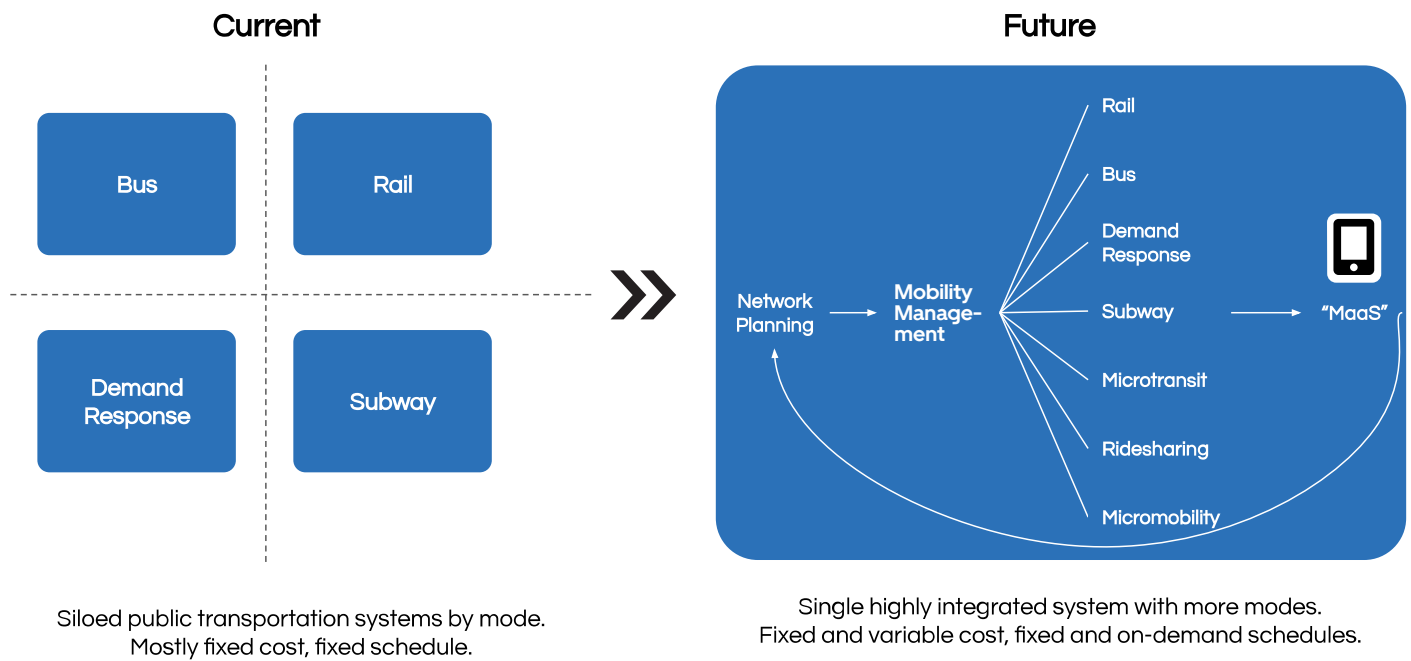 Current
Bus
Rail
Demand
Response
Subway
Siloed public transportation systems by mode.
Mostly fixed cost, fixed schedule.
Future
Network
Planning
Mobility
Manage-
ment
Rail
Bus
Demand
Response
Subway
Microtransit
Ridesharing
Micromobility
“MaaS”
Single highly integrated system with more modes.
Fixed and variable cost, fixed and on-demand schedules.